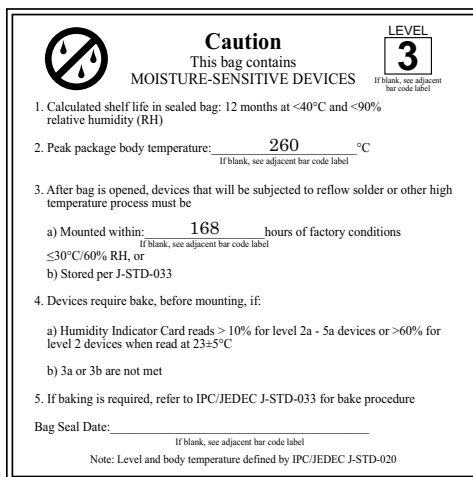 LEVEL
Caution
3
This bag contains
MOISTURE-SENSITIVE DEVICES
If blank, see adjacent
bar code label
1. Calculated shelf life in sealed bag: 12 months at <40°C and <90%
relative humidity (RH)
2. Peak package body temperature: 260 °C
If blank, see adjacent bar code label
3. After bag is opened, devices that will be subjected to reflow solder or other high
temperature process must be
a) Mounted within: 168 hours of factory conditions
If blank, see adjacent bar code label
≤30°C/60% RH, or
b) Stored per J-STD-033
4. Devices require bake, before mounting, if:
a) Humidity Indicator Card reads > 10% for level 2a - 5a devices or >60% for
level 2 devices when read at 23±5°C
b) 3a or 3b are not met
5. If baking is required, refer to IPC/JEDEC J-STD-033 for bake procedure
Bag Seal Date:
If blank, see adjacent bar code label
Note: Level and body temperature defined by IPC/JEDEC J-STD-020